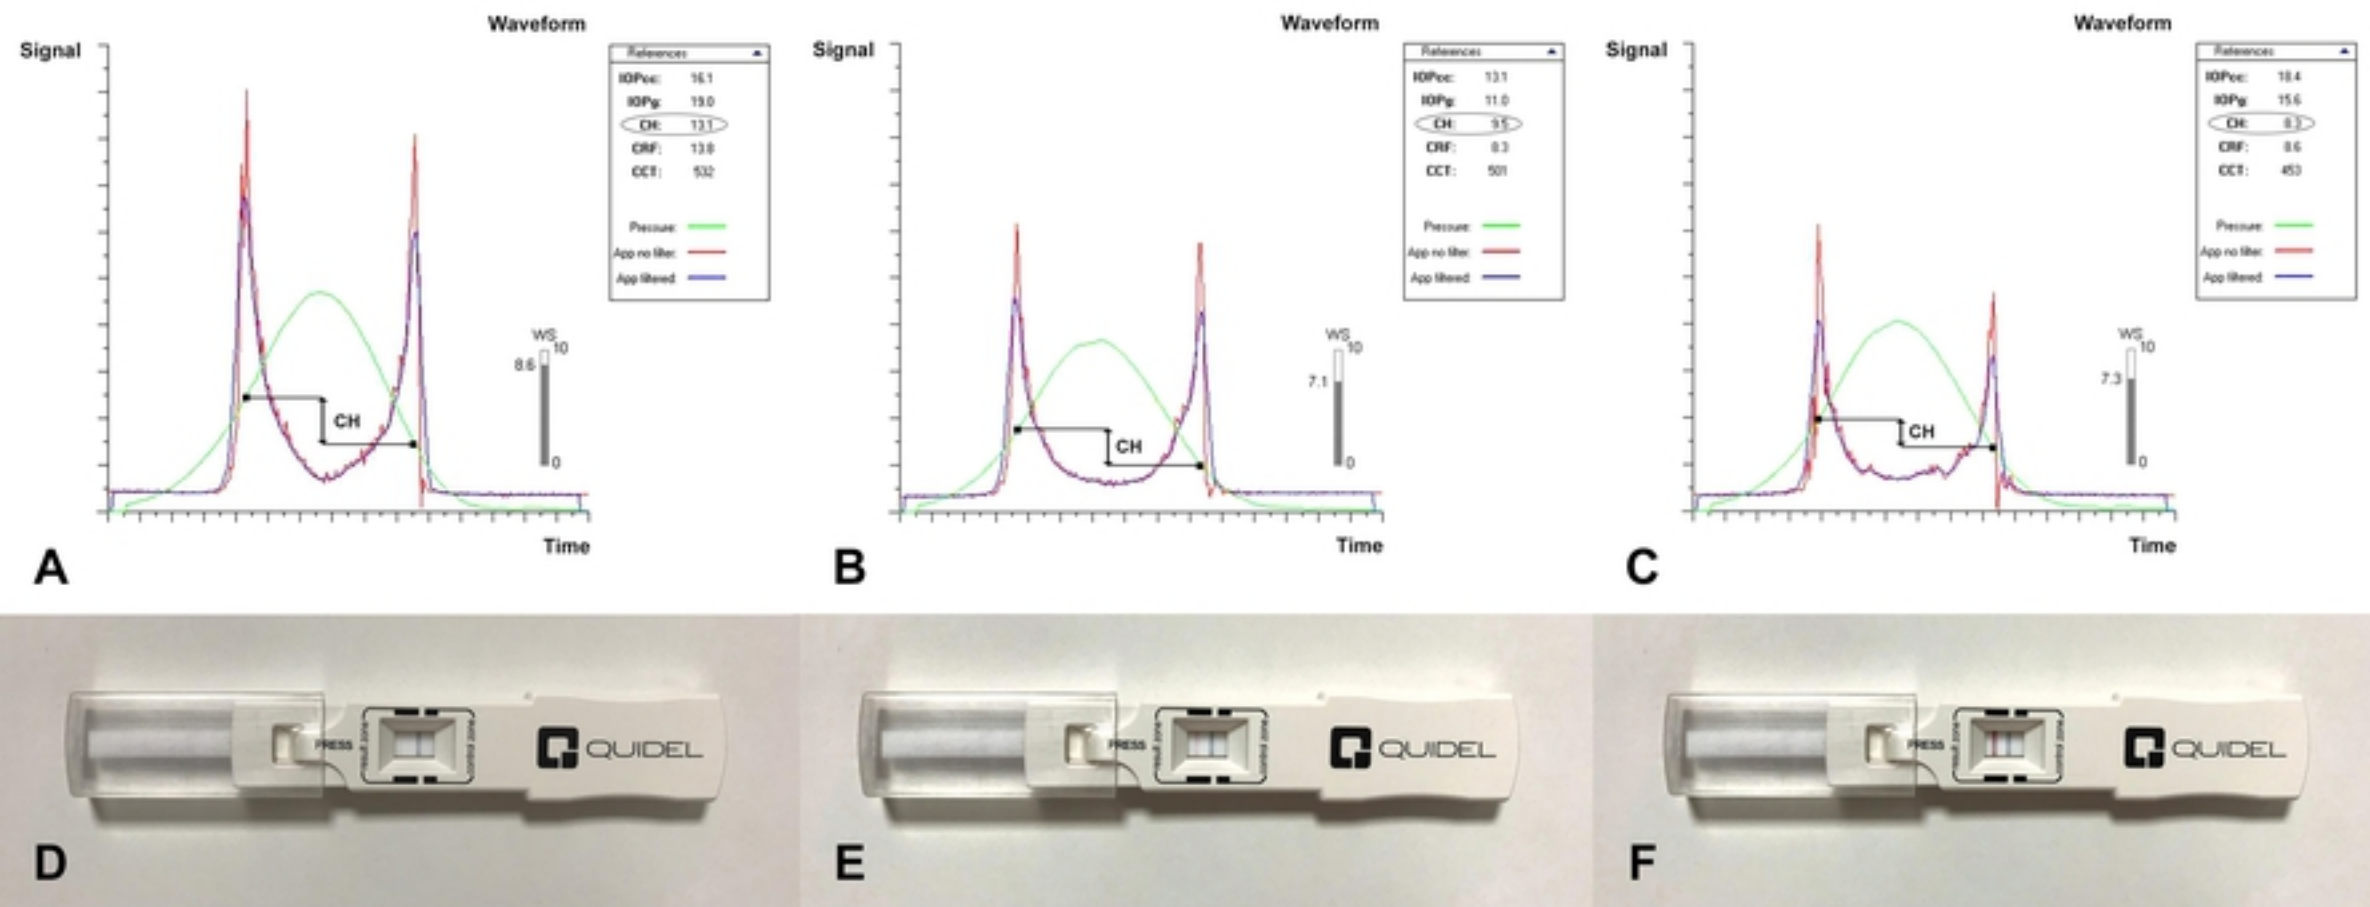 Waveform
Signal
References
IOPcc: 16.1
IOPg: 19.0
CH: 13.1
CRF: 13.8
CCT: 532
Pressure:
App no filter:
App filtered:
WS
10
8.6
0
CH
Time
A
Waveform
Signal
References
IOPcc: 13.1
IOPg: 11.0
CH: 9.5
CRF: 8.3
CCT: 501
Pressure:
App no filter:
App filtered:
WS
10
7.1
0
CH
Time
B
Waveform
Signal
References
IOPcc: 18.4
IOPg: 15.6
CH: 8.3
CRF: 8.6
CCT: 453
Pressure:
App no filter:
App filtered:
WS
10
7.3
0
CH
Time
C
PRESS
QUIDEL
D
PRESS
QUIDEL
E
PRESS
QUIDEL
F